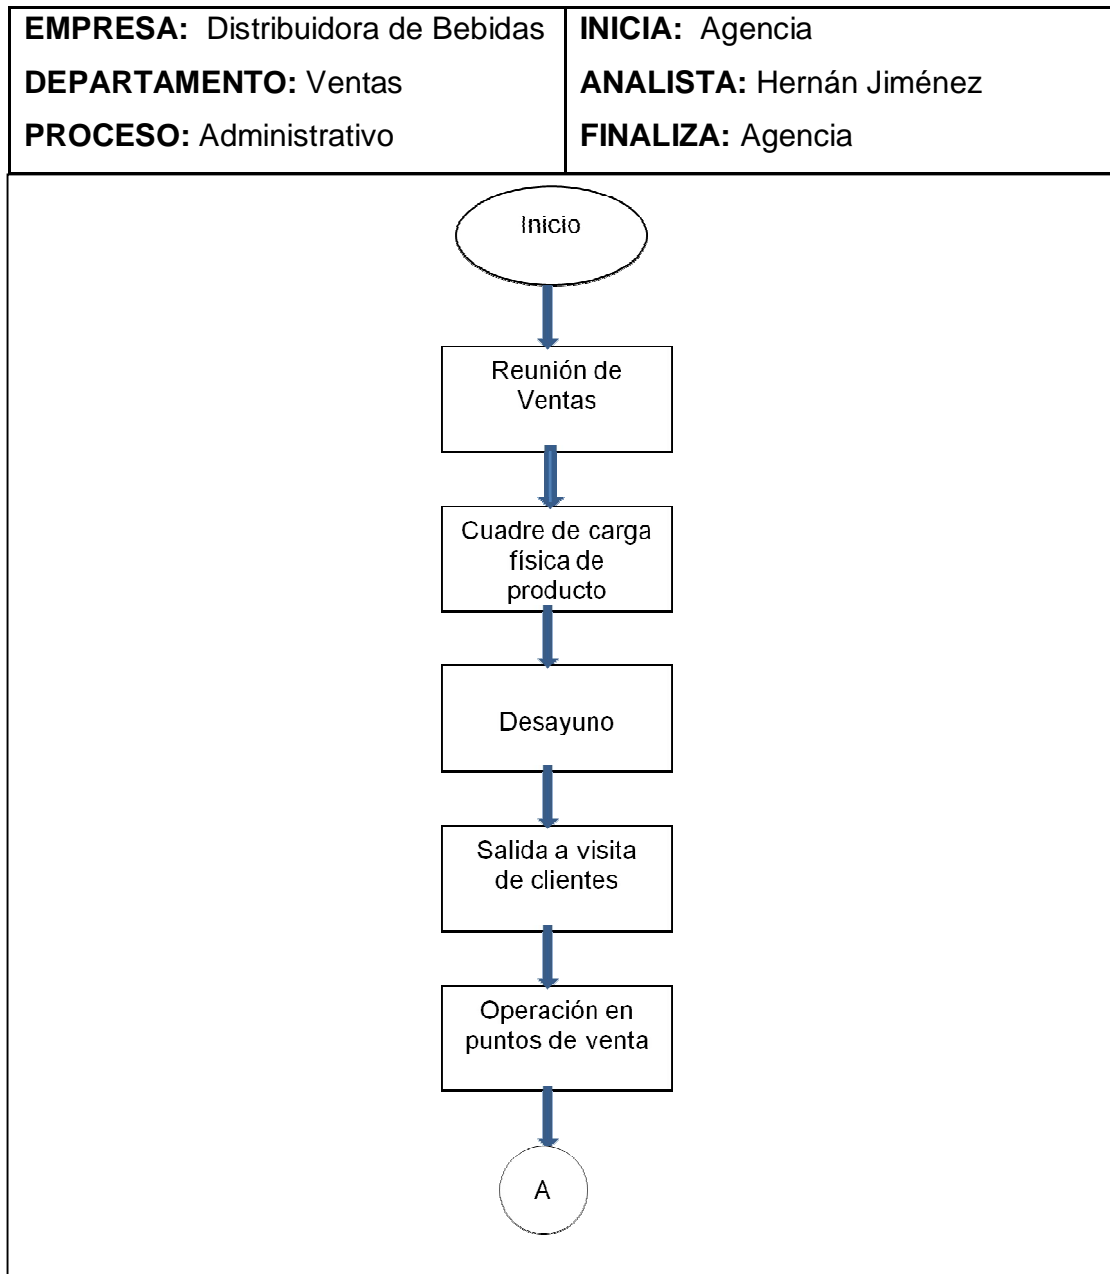 EMPRESA: Distribuidora de Bebidas
DEPARTAMENTO: Ventas
PROCESO: Administrativo
INICIA: Agencia
ANALISTA: Hernán Jiménez
FINALIZA: Agencia
Inicio
Reunión de
Ventas
Cuadre de carga
física de
producto
Desayuno
Salida a visita
de clientes
Operación en
puntos de venta
A